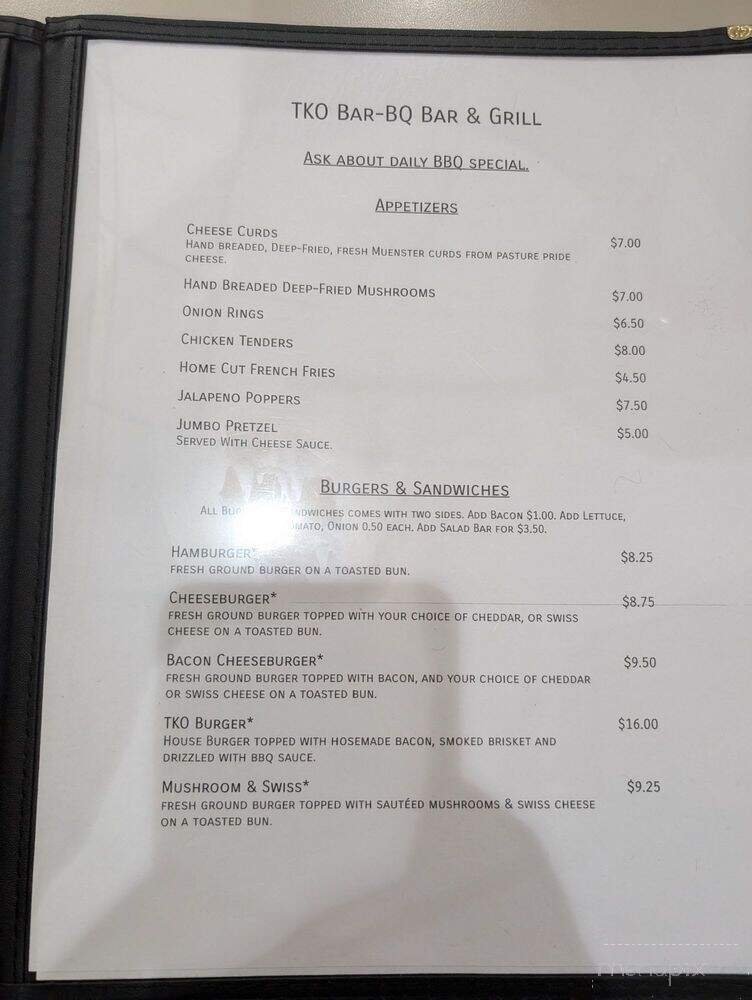 TKO Bar-BQ Bar & Grill
Ask about daily BBQ special.
Appetizers
Cheese Curds $7.00
Hand breaded, Deep-Fried, fresh Muenster curds from pasture pride
cheese.
Hand Breaded Deep-Fried Mushrooms $7.00
Onion Rings $6.50
Chicken Tenders $8.00
Home Cut French Fries $4.50
Jalapeno Poppers $7.50
Jumbo Pretzel $5.00
Served With Cheese Sauce.
Burgers & Sandwiches
All comes with two sides. Add Bacon $1.00. Add Lettuce,
Onion 0.50 each. Add Salad Bar for $3.50.
Hamburger* $8.25
fresh ground burger on a toasted bun.
Cheeseburger* $8.75
fresh ground burger topped with your choice of cheddar, or swiss
cheese on a toasted bun.
Bacon Cheeseburger* $9.50
fresh ground burger topped with bacon, and your choice of cheddar
or swiss cheese on a toasted bun.
TKO Burger* $16.00
House Burger topped with hosemade bacon, smoked brisket and
drizzled with bbq sauce.
Mushroom & Swiss* $9.25
fresh ground burger topped with sautéed mushrooms & swiss cheese
on a toasted bun.
menupix